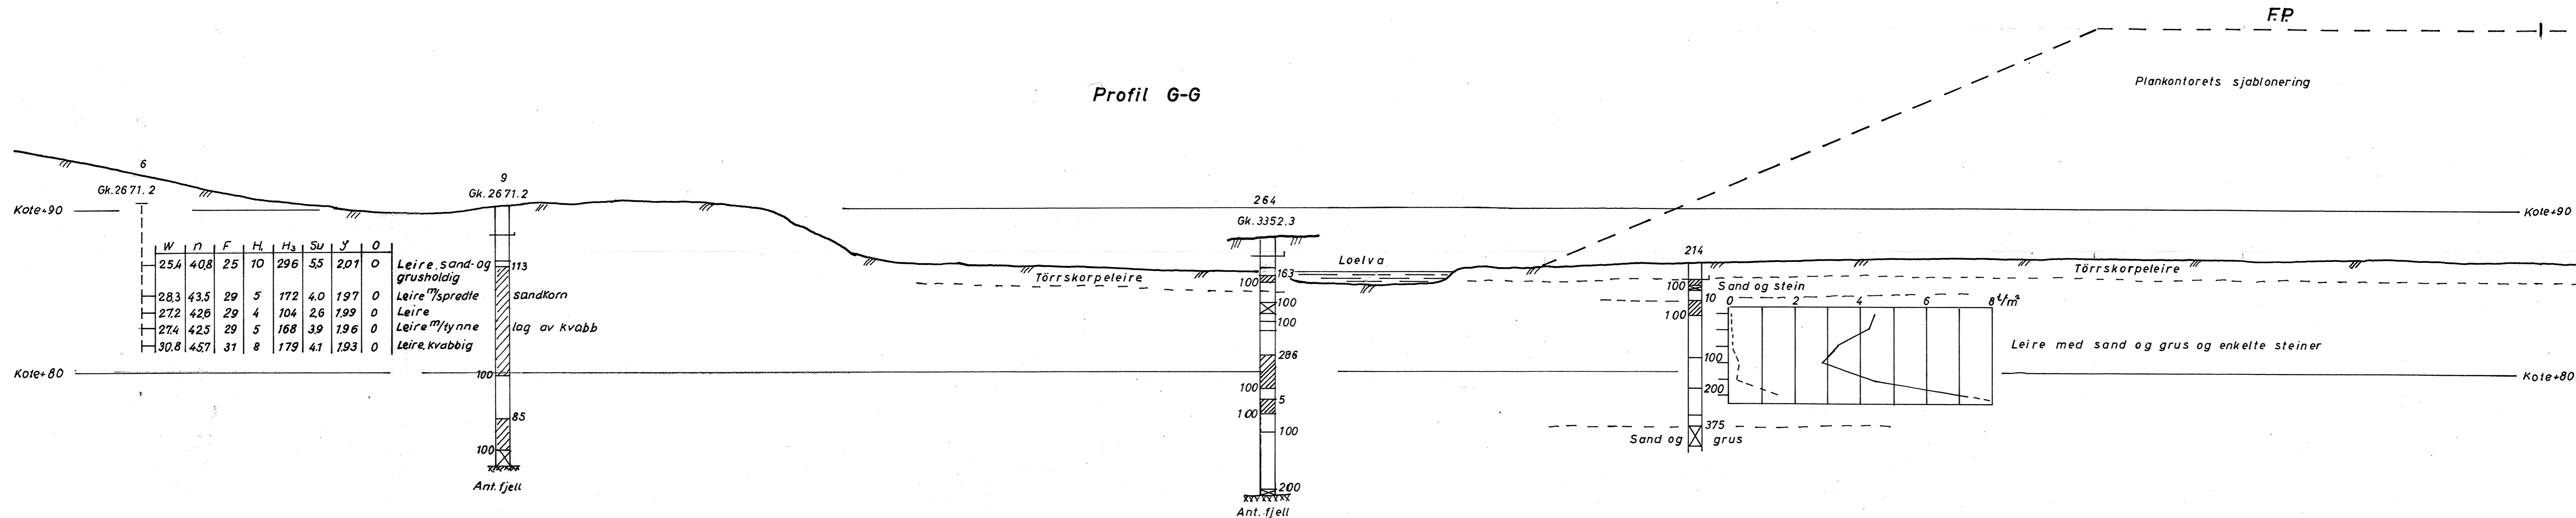 F.P.
Plankontorets sjablonering
Profil G-G
6
Gk.2671.2
9
Gk.2671.2
264
Gk.3352.3
Kote+90
Kote+90
214
W n F H₁ H₃ Su γ O
25,4 40,8 25 10 296 5,5 2,01 0 Leire, sand- og
grusholdig
28,3 43,5 29 5 172 4.0 1.97 0 Leire m/spredte sandkorn
27,2 42,6 29 4 104 2,6 1,99 0 Leire
27,4 42,5 29 5 168 3,9 1.96 0 Leire m/tynne lag av kvabb
30.8 45,7 31 8 179 4.1 1.93 0 Leire, kvabbig
113
100
85
100
Ant. fjell
Törrskorpeleire
Loelva
163
100
100
100
286
100
5
100
100
200
Ant. fjell
Törrskorpeleire
Sand og stein
100
10
100
100
200
375
0 2 4 6 8 t/m²
Leire med sand og grus og enkelte steiner
Sand og grus
Kote+80
Kote+80